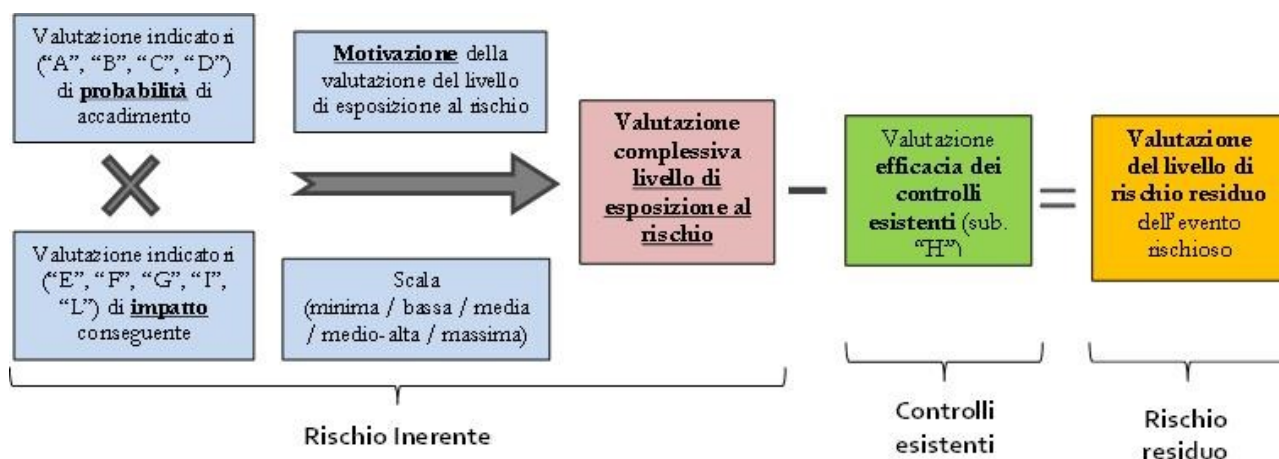 Valutazione indicatori
("A", "B", "C", "D")
di probabilità di
accadimento
Valutazione indicatori
("E", "F", "G", "I",
"L") di impatto
conseguente
Motivazione della
valutazione del livello
di esposizione al rischio
Scala
(minima / bassa / media
/ medio-alta / massima)
Valutazione
complessiva
livello di
esposizione al
rischio
Valutazione
efficacia dei
controlli
esistenti (sub.
"H")
Valutazione
del livello di
rischio residuo
dell'evento
rischioso
Rischio Inerente
Controlli
esistenti
Rischio
residuo